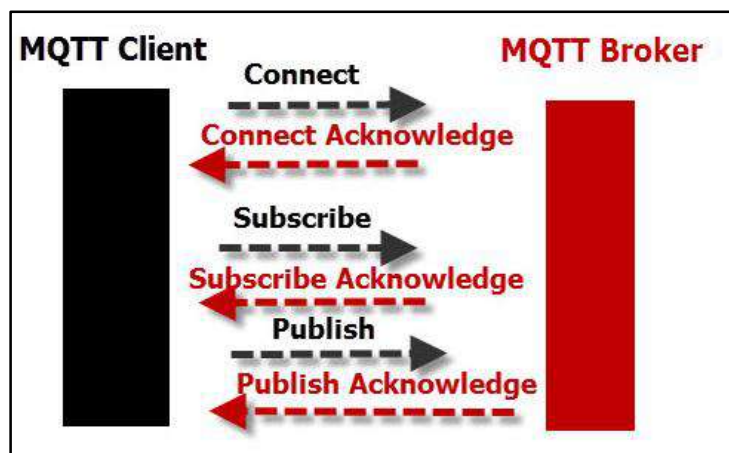 MQTT Client
MQTT Broker
Connect
Connect Acknowledge
Subscribe
Subscribe Acknowledge
Publish
Publish Acknowledge